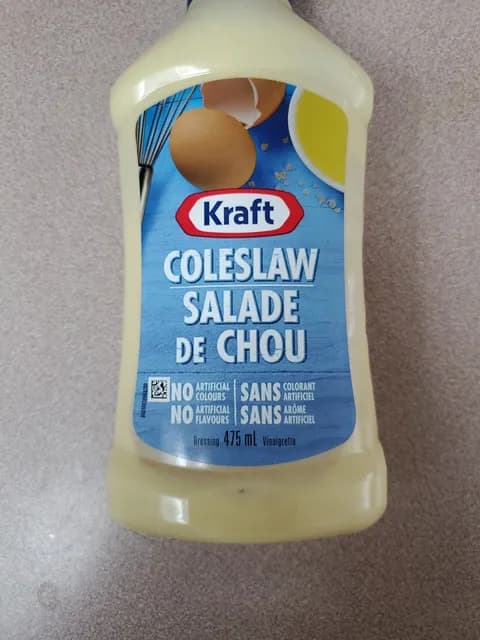 Kraft
COLESLAW
SALADE
DE CHOU
NO ARTIFICIAL COLOURS
NO ARTIFICIAL FLAVOURS
SANS COLORANT ARTIFICIEL
SANS ARÔME ARTIFICIEL
Dressing 475 mL Vinaigrette